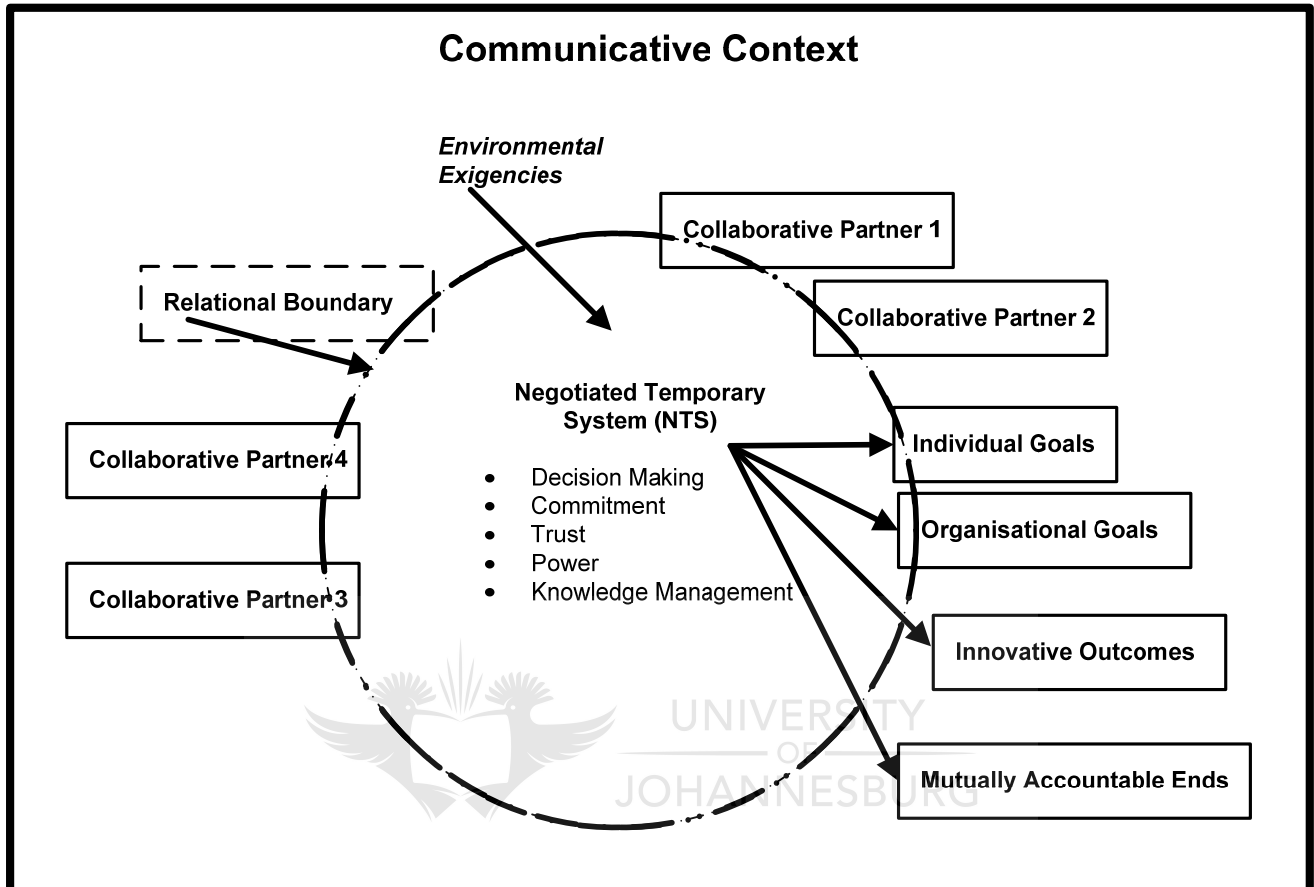 Communicative Context
Environmental
Exigencies
Collaborative Partner 1
Relational Boundary
Collaborative Partner 2
Negotiated Temporary
System (NTS)
Individual Goals
Collaborative Partner 4
• Decision Making
• Commitment
• Trust
• Power
• Knowledge Management
Organisational Goals
Collaborative Partner 3
Innovative Outcomes
Mutually Accountable Ends
UNIVERSITY
OF
JOHANNESBURG